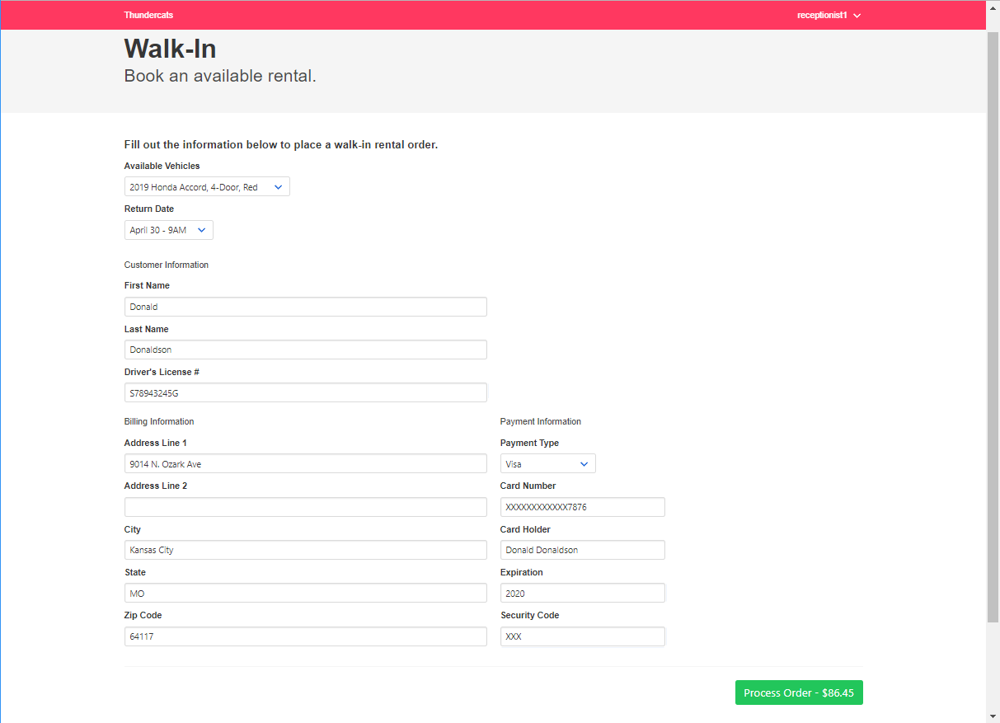 Thundercats
receptionist1
Walk-In
Book an available rental.
Fill out the information below to place a walk-in rental order.
Available Vehicles
2019 Honda Accord, 4-Door, Red
Return Date
April 30 - 9AM
Customer Information
First Name
Donald
Last Name
Donaldson
Driver's License #
S78943245G
Billing Information
Address Line 1
9014 N. Ozark Ave
Address Line 2
City
Kansas City
State
MO
Zip Code
64117
Payment Information
Payment Type
Visa
Card Number
XXXXXXXXXXXX7876
Card Holder
Donald Donaldson
Expiration
2020
Security Code
XXX
Process Order - $86.45